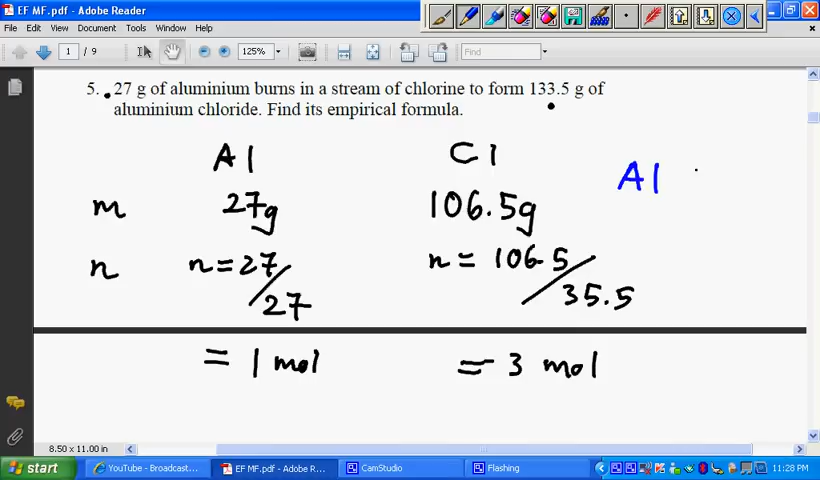 EF MF.pdf - Adobe Reader
File Edit View Document Tools Window Help
1 / 9 125% Find
5. 27 g of aluminium burns in a stream of chlorine to form 133.5 g of
aluminium chloride. Find its empirical formula.
Al Cl
Al
m 27g 106.5g
n n = 27/27 n = 106.5/35.5
= 1 mol = 3 mol
8.50 x 11.00 in
start YouTube - Broadcast... EF MF.pdf - Adobe R... CamStudio Flashing 11:28 PM